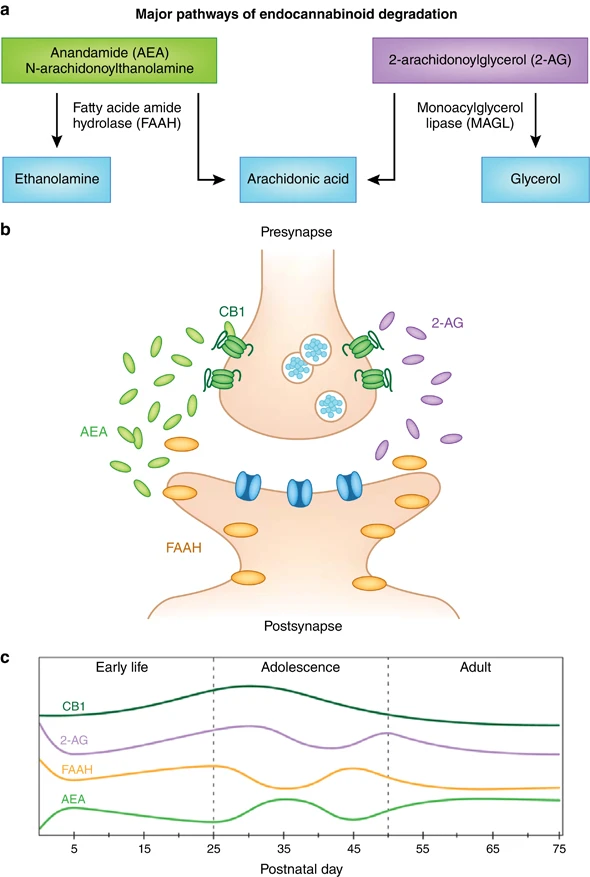 a
Major pathways of endocannabinoid degradation
Anandamide (AEA)
N-arachidonoylthanolamine
2-arachidonoylglycerol (2-AG)
Fatty acide amide
hydrolase (FAAH)
Monoacylglycerol
lipase (MAGL)
Ethanolamine
Arachidonic acid
Glycerol
b
Presynapse
CB1
2-AG
AEA
FAAH
Postsynapse
c
Early life
Adolescence
Adult
CB1
2-AG
FAAH
AEA
5 15 25 35 45 55 65 75
Postnatal day